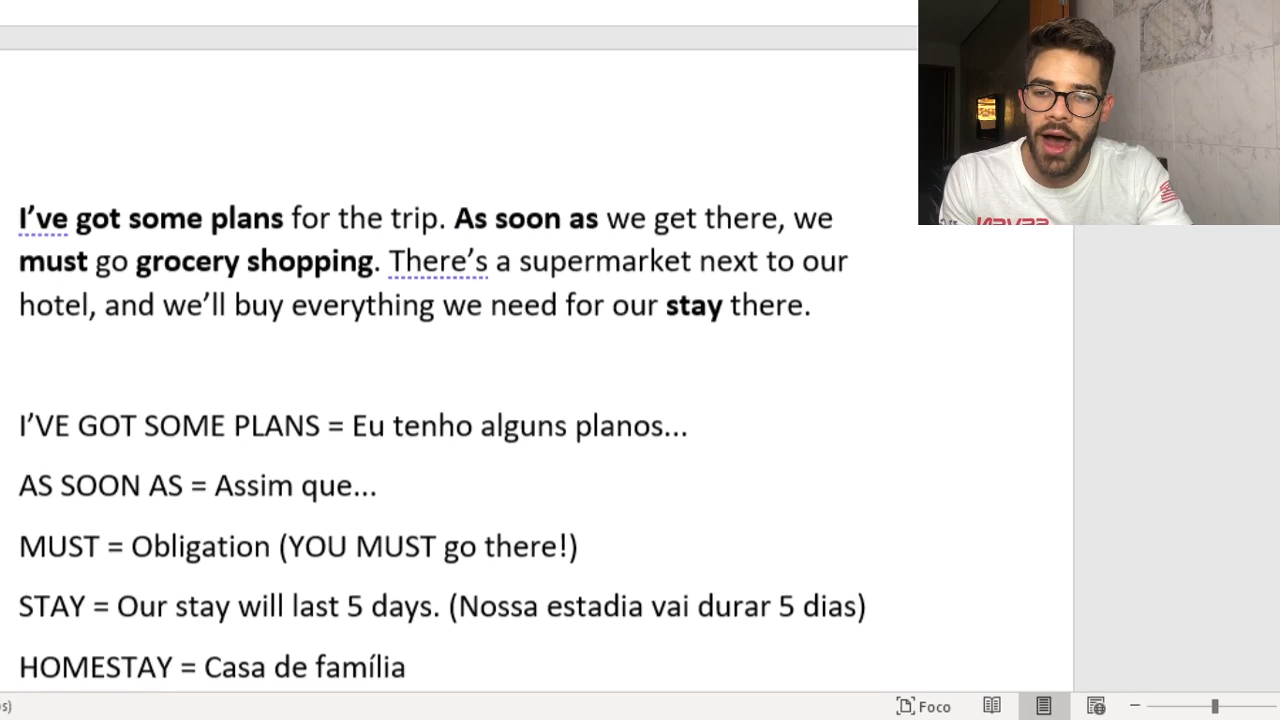 I’ve got some plans for the trip. As soon as we get there, we
must go grocery shopping. There’s a supermarket next to our
hotel, and we’ll buy everything we need for our stay there.
I’VE GOT SOME PLANS = Eu tenho alguns planos...
AS SOON AS = Assim que...
MUST = Obligation (YOU MUST go there!)
STAY = Our stay will last 5 days. (Nossa estadia vai durar 5 dias)
HOMESTAY = Casa de família
s)
Foco